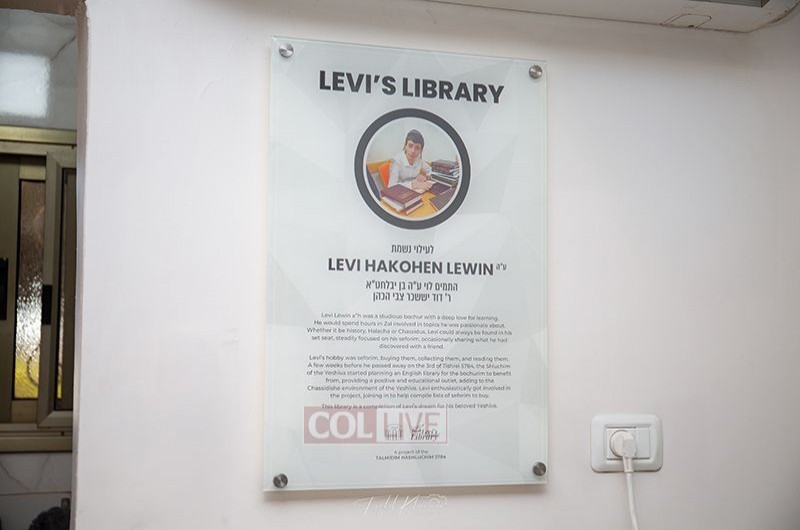 LEVI'S LIBRARY
לעילוי נשמת
LEVI HAKOHEN LEWIN ע"ה
התמים לוי ע"ה בן יבלחט"א
ר' דוד יששכר צבי הכהן
Levi Lewin a"h was a studious bochur with a deep love for learning.
He would spend hours in Zal involved in topics he was passionate about.
Whether it be history, Halacha or Chassidus, Levi could always be found in his
set seat, steadily focused on his seforim, occasionally sharing what he had
discovered with a friend.
Levi's hobby was seforim, buying them, collecting them, and reading them.
A few weeks before he passed away on the 3rd of Tishrei 5784, the Shluchim
of the Yeshiva started planning an English library for the bochurim to benefit
from, providing a positive and educational outlet, adding to the
Chassidishe environment of the Yeshiva. Levi enthusiastically got involved in
the project, joining in to help compile lists of seforim to buy.
This library is a completion of Levi's dream for his beloved Yeshiva.
COL LIVE
Library
A project of the
TALMIDIM HASHLUCHIM 5784